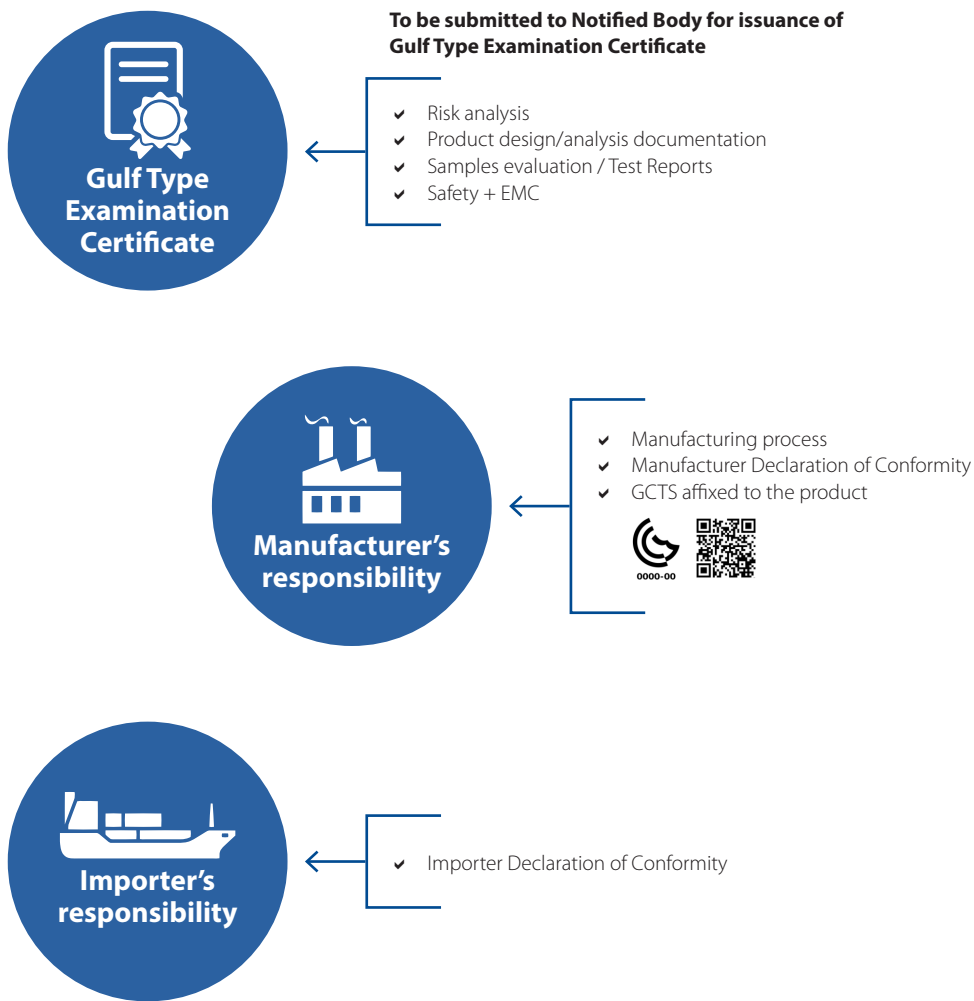 To be submitted to Notified Body for issuance of
Gulf Type Examination Certificate
Gulf Type
Examination
Certificate
Risk analysis
Product design/analysis documentation
Samples evaluation / Test Reports
Safety + EMC
Manufacturer’s
responsibility
Manufacturing process
Manufacturer Declaration of Conformity
GCTS affixed to the product
0000-00
Importer’s
responsibility
Importer Declaration of Conformity